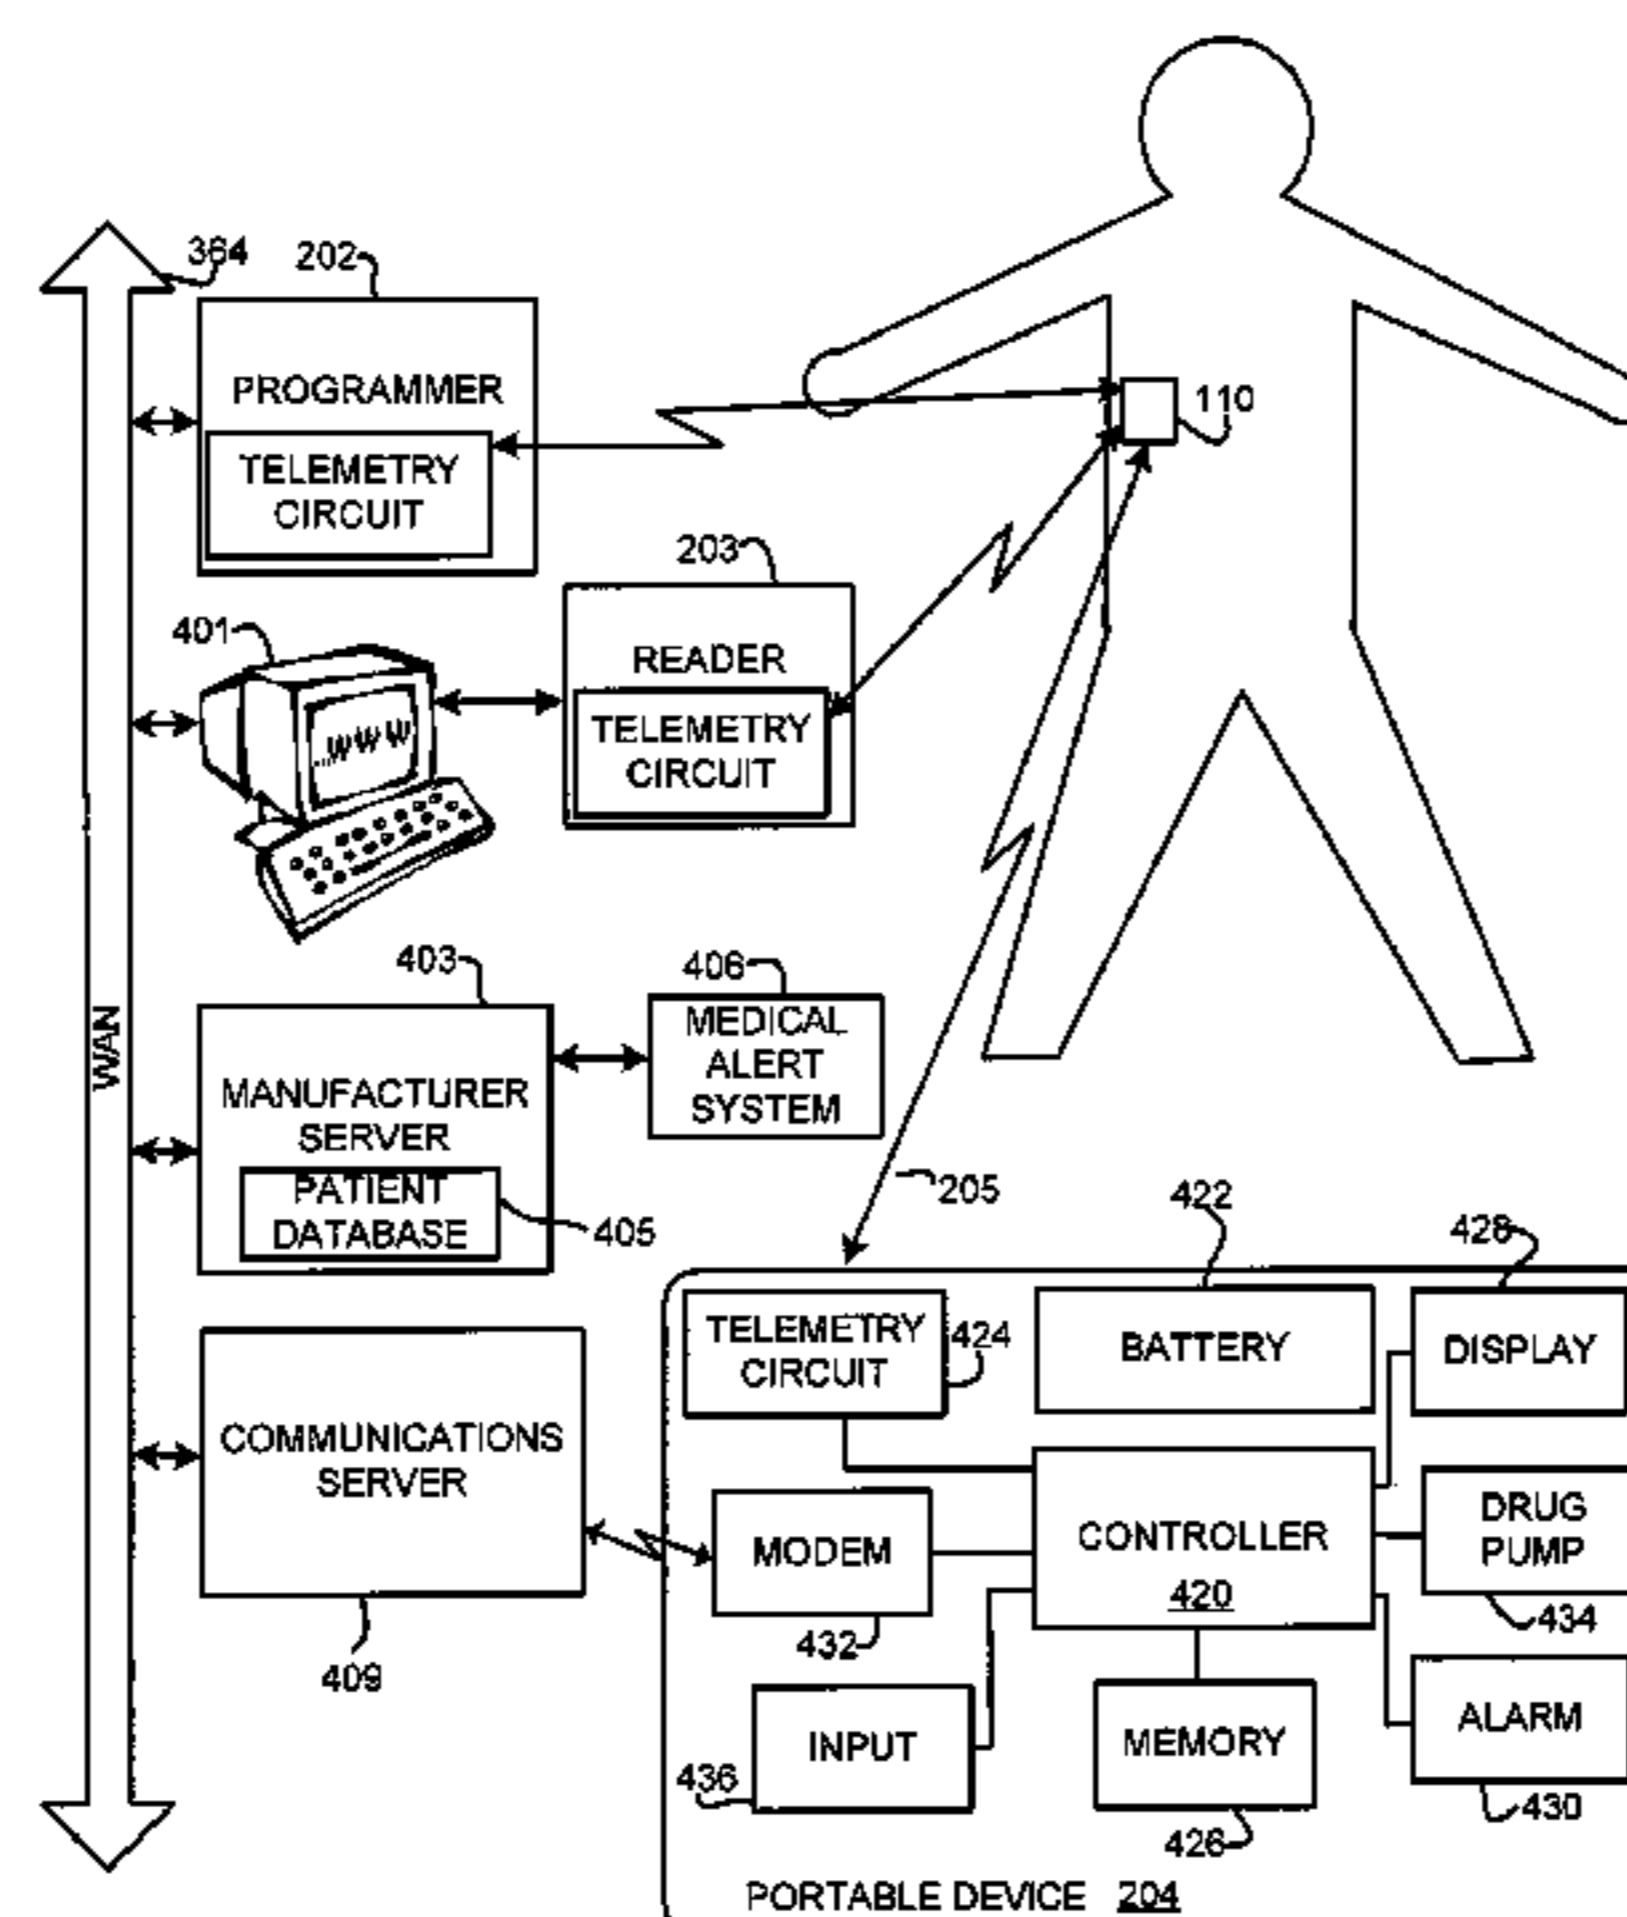 364
202
PROGRAMMER
TELEMETRY
CIRCUIT
110
203
READER
TELEMETRY
CIRCUIT
401
WWW
403
406
MEDICAL
ALERT
SYSTEM
WAN
MANUFACTURER
SERVER
PATIENT
DATABASE
405
205
422
428
TELEMETRY
CIRCUIT
424
BATTERY
DISPLAY
COMMUNICATIONS
SERVER
409
MODEM
432
CONTROLLER
420
DRUG
PUMP
434
INPUT
436
MEMORY
426
ALARM
430
PORTABLE DEVICE 204